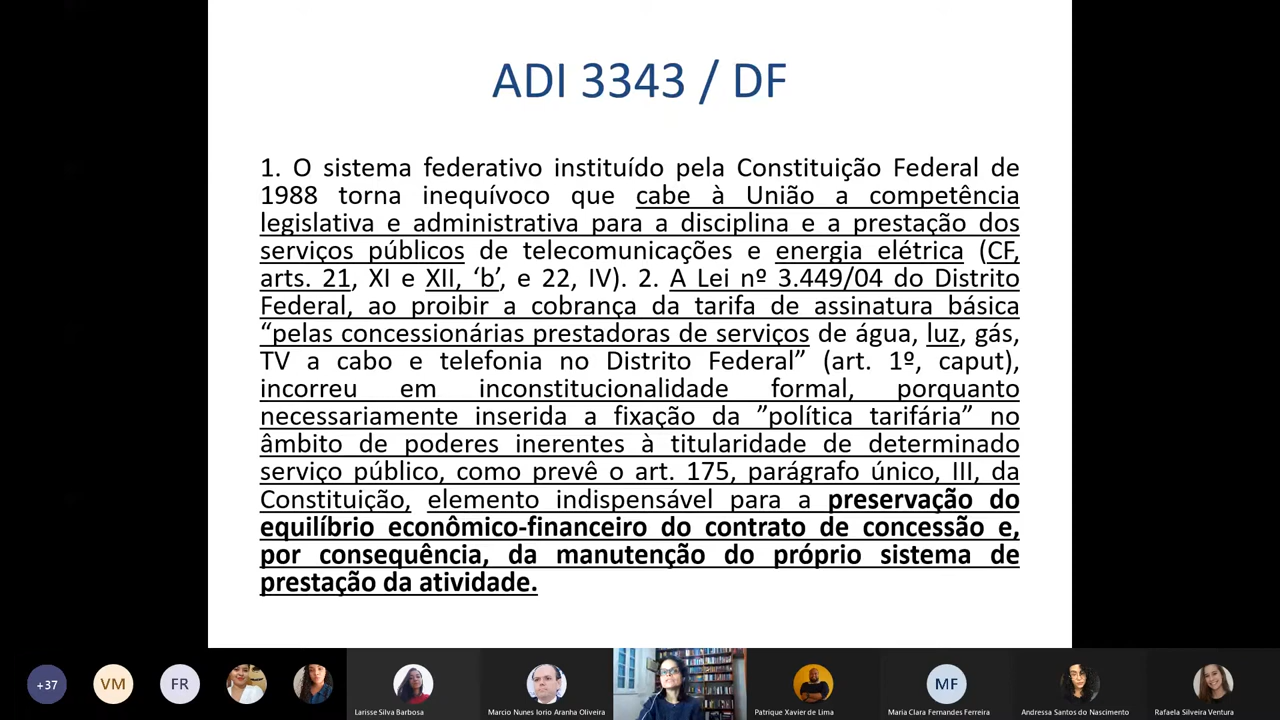 ADI 3343 / DF
1. O sistema federativo instituído pela Constituição Federal de
1988 torna inequívoco que cabe à União a competência
legislativa e administrativa para a disciplina e a prestação dos
serviços públicos de telecomunicações e energia elétrica (CF,
arts. 21, XI e XII, ‘b’, e 22, IV). 2. A Lei nº 3.449/04 do Distrito
Federal, ao proibir a cobrança da tarifa de assinatura básica
“pelas concessionárias prestadoras de serviços de água, luz, gás,
TV a cabo e telefonia no Distrito Federal” (art. 1º, caput),
incorreu em inconstitucionalidade formal, porquanto
necessariamente inserida a fixação da ”política tarifária” no
âmbito de poderes inerentes à titularidade de determinado
serviço público, como prevê o art. 175, parágrafo único, III, da
Constituição, elemento indispensável para a preservação do
equilíbrio econômico-financeiro do contrato de concessão e,
por consequência, da manutenção do próprio sistema de
prestação da atividade.
+37
VM
FR
Larisse Silva Barbosa
Marcio Nunes Iorio Aranha Oliveira
Patrique Xavier de Lima
MF
Maria Clara Fernandes Ferreira
Andressa Santos do Nascimento
Rafaela Silveira Ventura